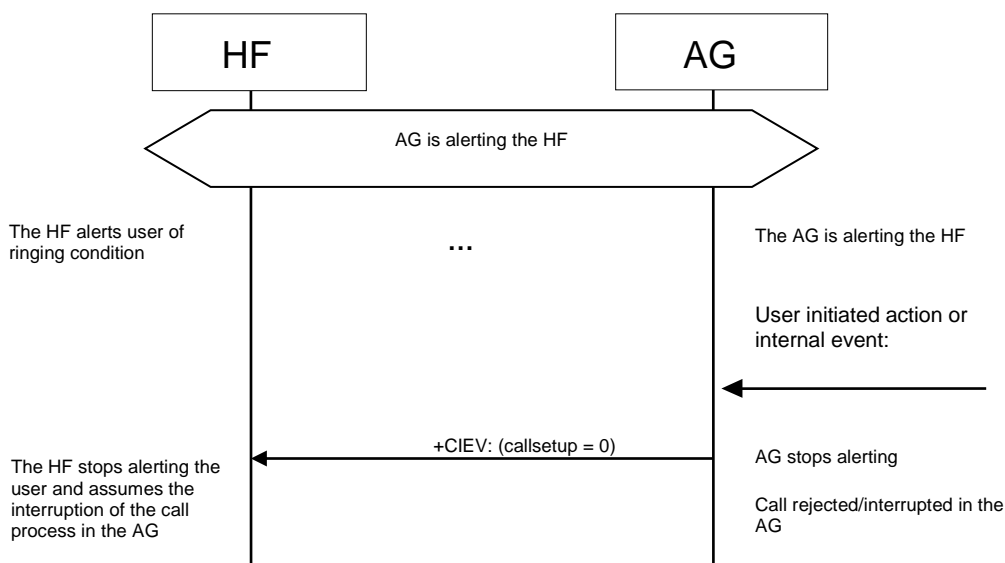 HF
AG
AG is alerting the HF
The HF alerts user of
ringing condition
...
The AG is alerting the HF
User initiated action or
internal event:
+CIEV: (callsetup = 0)
The HF stops alerting the
user and assumes the
interruption of the call
process in the AG
AG stops alerting
Call rejected/interrupted in the
AG